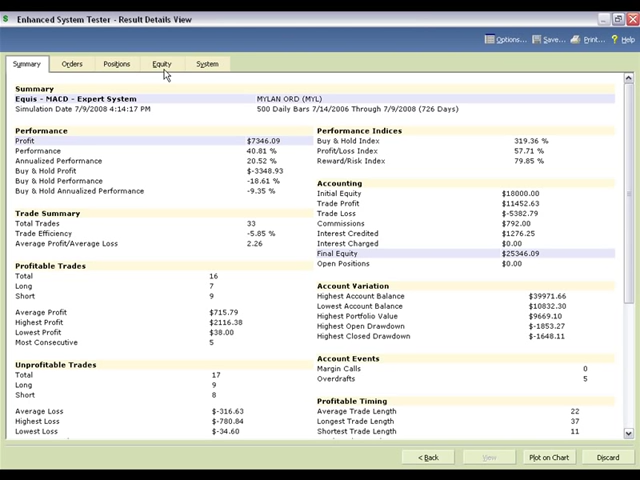 Enhanced System Tester - Result Details View
Options... Save... Print... Help
Summary Orders Positions Equity System
Summary
Equis - MACD - Expert System MYLAN ORD (MYL)
Simulation Date 7/9/2008 4:14:17 PM 500 Daily Bars 7/14/2006 Through 7/9/2008 (726 Days)
Performance
Profit $7346.09
Performance 40.81 %
Annualized Performance 20.52 %
Buy & Hold Profit $-3348.93
Buy & Hold Performance -18.61 %
Buy & Hold Annualized Performance -9.35 %
Trade Summary
Total Trades 33
Trade Efficiency -5.85 %
Average Profit/Average Loss 2.26
Profitable Trades
Total 16
Long 7
Short 9
Average Profit $715.79
Highest Profit $2116.38
Lowest Profit $38.00
Most Consecutive 5
Unprofitable Trades
Total 17
Long 9
Short 8
Average Loss $-316.63
Highest Loss $-780.84
Lowest Loss $-34.60
Performance Indices
Buy & Hold Index 319.36 %
Profit/Loss Index 57.71 %
Reward/Risk Index 79.85 %
Accounting
Initial Equity $18000.00
Trade Profit $11452.63
Trade Loss $-5382.79
Commissions $792.00
Interest Credited $1276.25
Interest Charged $0.00
Final Equity $25346.09
Open Positions $0.00
Account Variation
Highest Account Balance $39971.66
Lowest Account Balance $10832.30
Highest Portfolio Value $9669.10
Highest Open Drawdown $-1853.27
Highest Closed Drawdown $-1648.11
Account Events
Margin Calls 0
Overdrafts 5
Profitable Timing
Average Trade Length 22
Longest Trade Length 37
Shortest Trade Length 11
< Back View Plot on Chart Discard